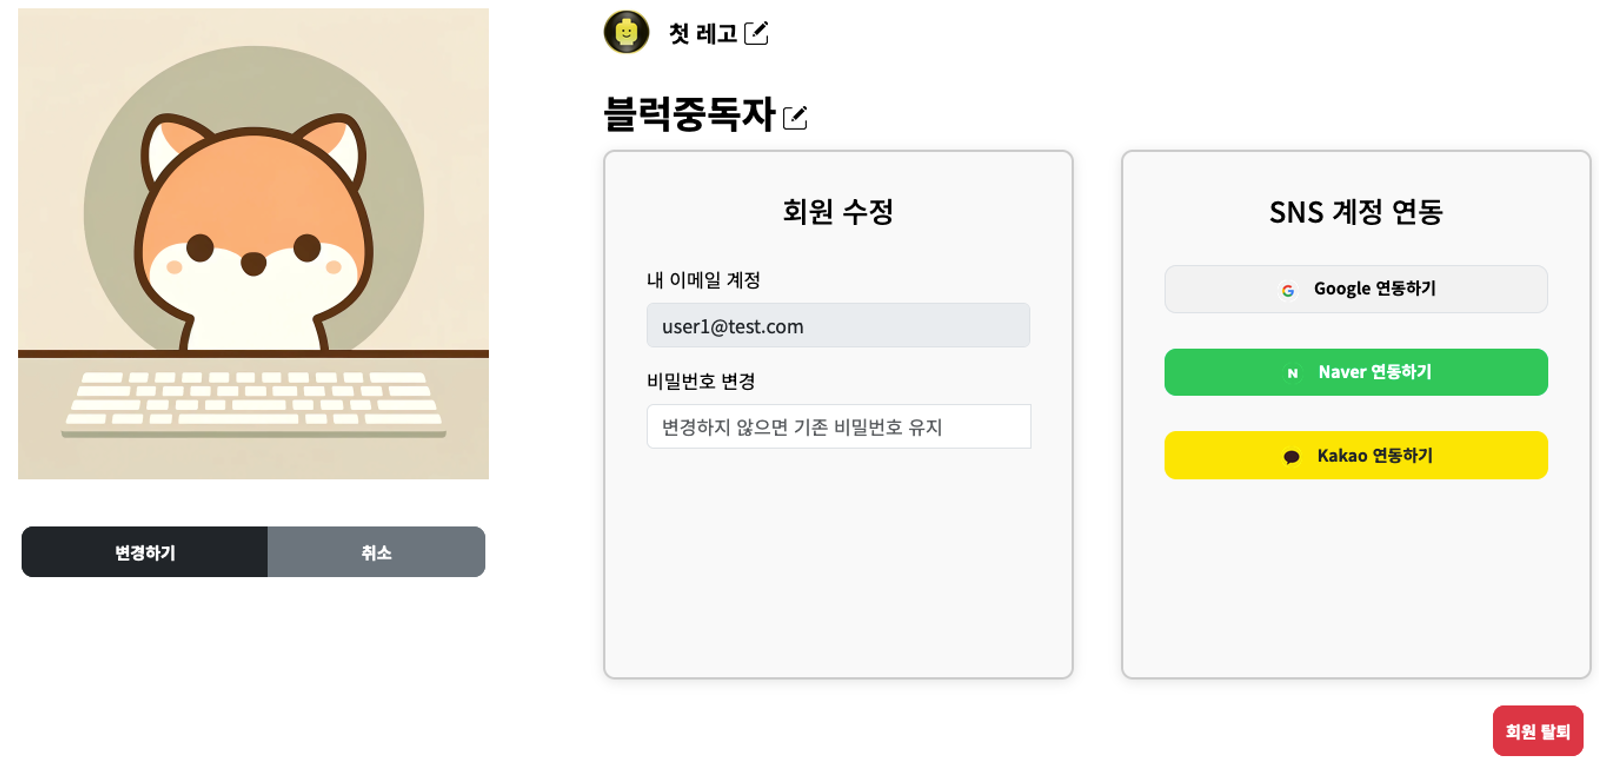 첫 레고
블럭중독자
회원 수정
내 이메일 계정
user1@test.com
비밀번호 변경
변경하지 않으면 기존 비밀번호 유지
SNS 계정 연동
G Google 연동하기
N Naver 연동하기
Kakao 연동하기
변경하기
취소
회원 탈퇴